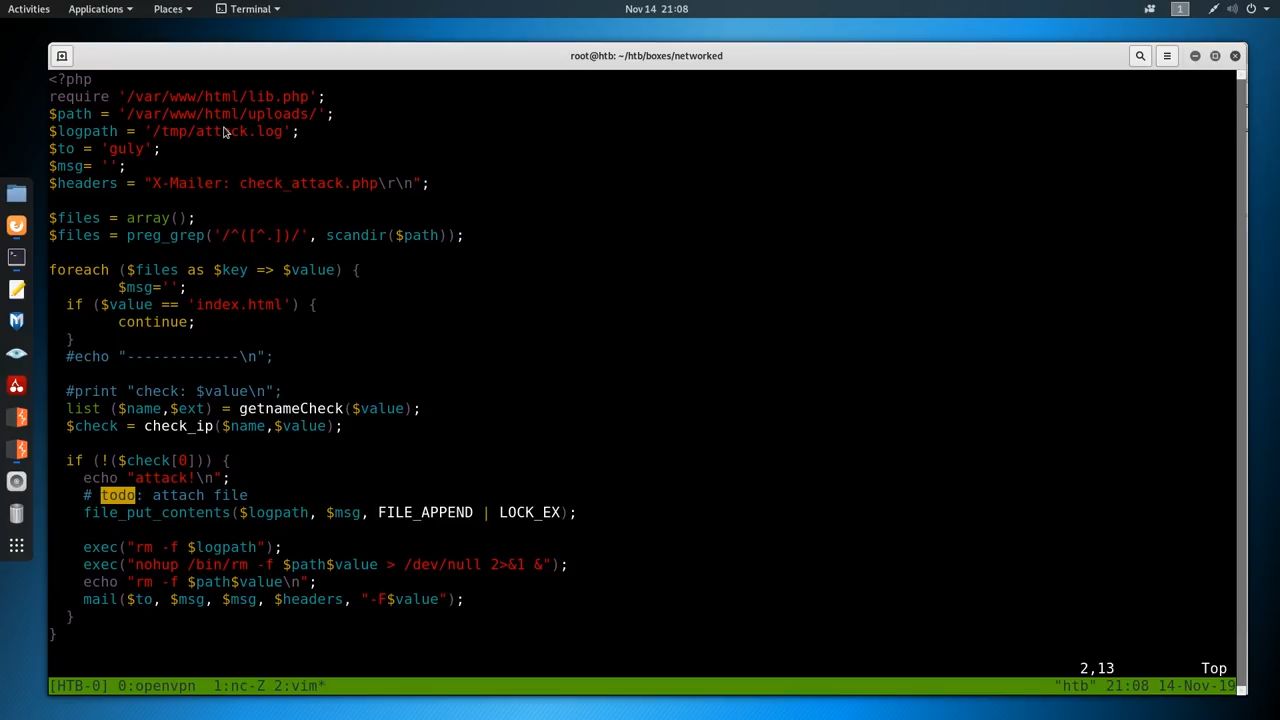 Activities Applications Places Terminal Nov 14 21:08 1
root@htb: ~/htb/boxes/networked
<?php
require '/var/www/html/lib.php';
$path = '/var/www/html/uploads/';
$logpath = '/tmp/attack.log';
$to = 'guly';
$msg= '';
$headers = "X-Mailer: check_attack.php\r\n";
$files = array();
$files = preg_grep('/^([^.])/', scandir($path));
foreach ($files as $key => $value) {
        $msg='';
  if ($value == 'index.html') {
        continue;
  }
  #echo "-------------\n";
  #print "check: $value\n";
  list ($name,$ext) = getnameCheck($value);
  $check = check_ip($name,$value);
  if (!($check[0])) {
    echo "attack!\n";
    # todo: attach file
    file_put_contents($logpath, $msg, FILE_APPEND | LOCK_EX);
    exec("rm -f $logpath");
    exec("nohup /bin/rm -f $path$value > /dev/null 2>&1 &");
    echo "rm -f $path$value\n";
    mail($to, $msg, $msg, $headers, "-F$value");
  }
}
2,13 Top
[HTB-0] 0:openvpn 1:nc-Z 2:vim* "htb" 21:08 14-Nov-19